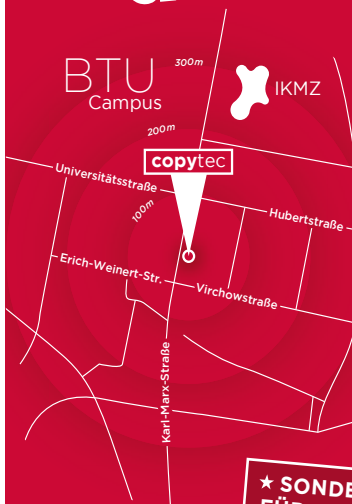 300m
BTU
Campus
IKMZ
200m
copytec
Universitätsstraße
100m
Hubertstraße
Erich-Weinert-Str.
Virchowstraße
Karl-Marx-Straße
★ SONDE